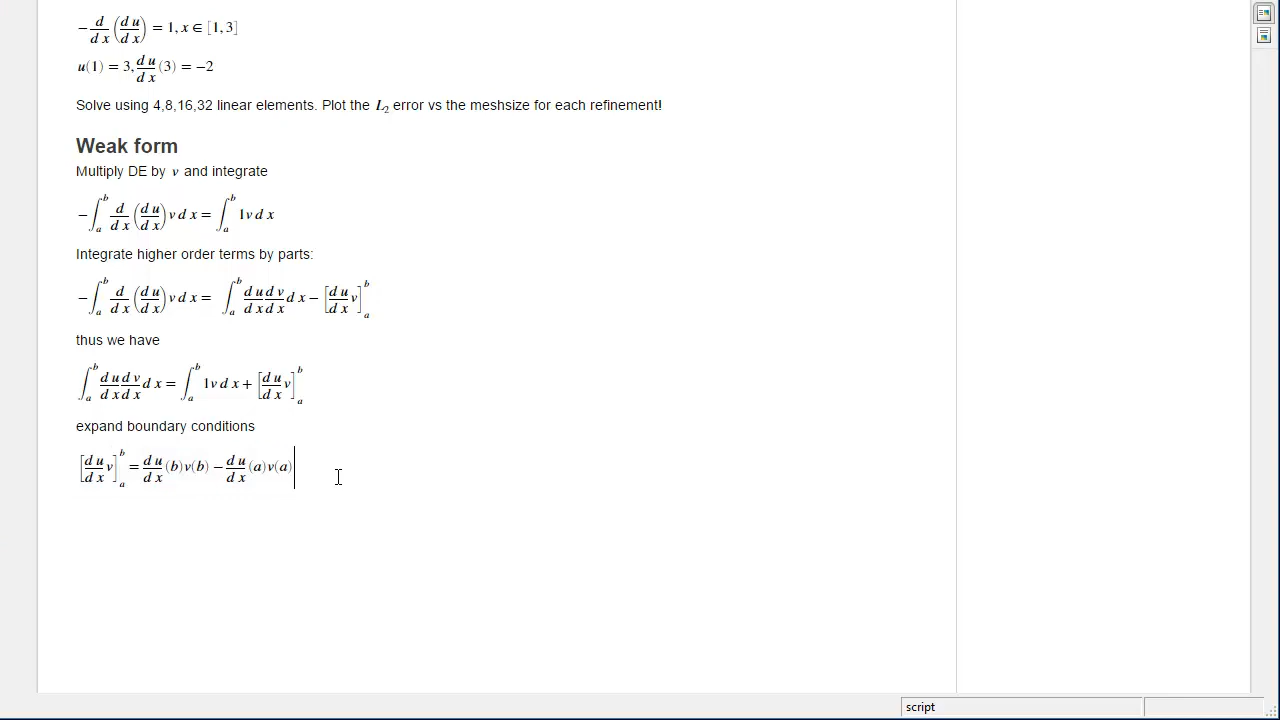 −d/dx (du/dx) = 1, x ∈ [1, 3]
u(1) = 3, du/dx (3) = −2
Solve using 4,8,16,32 linear elements. Plot the L₂ error vs the meshsize for each refinement!
Weak form
Multiply DE by v and integrate
−∫ₐᵇ d/dx (du/dx) v dx = ∫ₐᵇ 1v dx
Integrate higher order terms by parts:
−∫ₐᵇ d/dx (du/dx) v dx = ∫ₐᵇ du/dx dv/dx dx − [du/dx v]ₐᵇ
thus we have
∫ₐᵇ du/dx dv/dx dx = ∫ₐᵇ 1v dx + [du/dx v]ₐᵇ
expand boundary conditions
[du/dx v]ₐᵇ = du/dx (b)v(b) − du/dx (a)v(a)
script